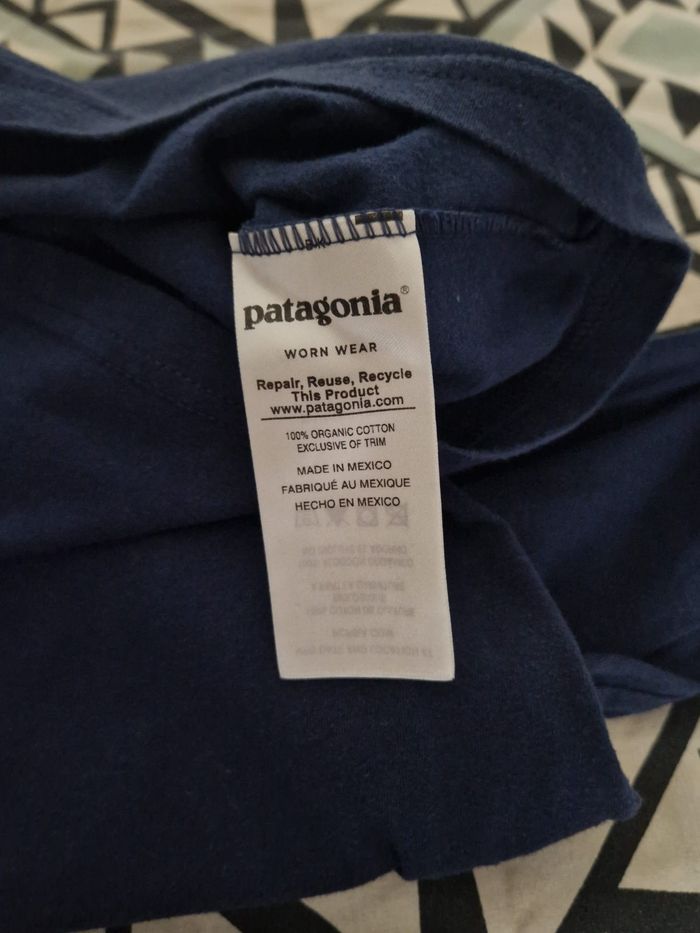 patagonia®
WORN WEAR
Repair, Reuse, Recycle
This Product
www.patagonia.com
100% ORGANIC COTTON
EXCLUSIVE OF TRIM
MADE IN MEXICO
FABRIQUÉ AU MEXIQUE
HECHO EN MEXICO